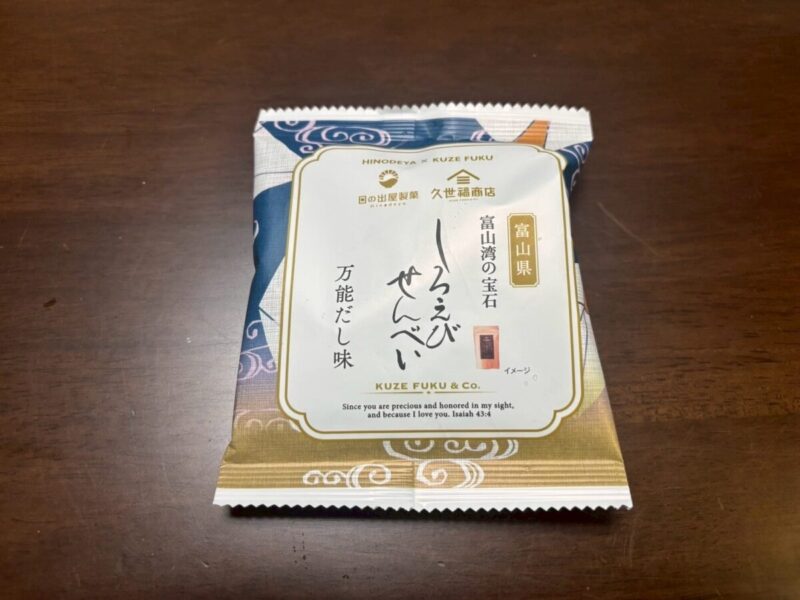 HINODEYA × KUZE FUKU
日の出屋製菓
久世福商店
富山県
富山湾の宝石
しろえび
せんべい
万能だし味
イメージ
KUZE FUKU & Co.
Since you are precious and honored in my sight,
and because I love you. Isaiah 43:4